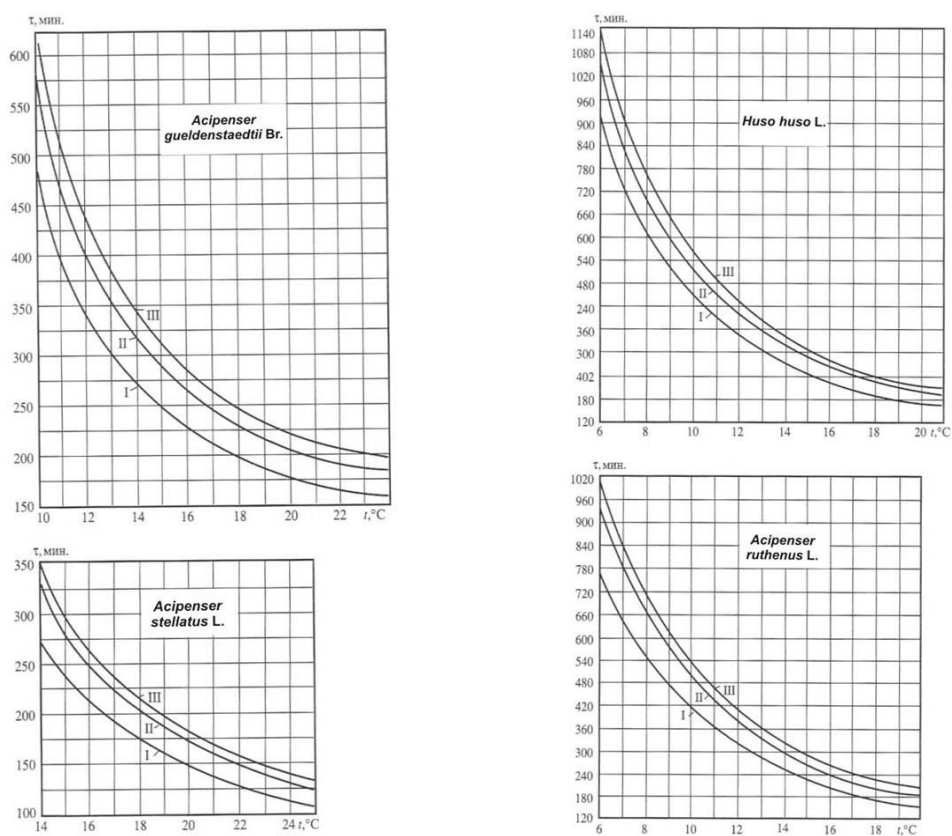 τ, мин.
600
550
500
450
400
350
300
250
200
150
10 12 14 16 18 20 22 t,°C
Acipenser
gueldenstaedtii Br.
III
II
I
τ, мин.
1140
1080
1020
960
900
840
780
720
660
600
540
480
240
360
300
402
180
120
6 8 10 12 14 16 18 20 t,°C
Huso huso L.
III
II
I
τ, мин.
350
300
250
200
150
100
14 16 18 20 22 24 t,°C
Acipenser
stellatus L.
III
II
I
τ, мин.
1020
960
900
840
780
720
660
600
540
480
420
360
300
240
180
120
6 8 10 12 14 16 18 t,°C
Acipenser
ruthenus L.
III
II
I